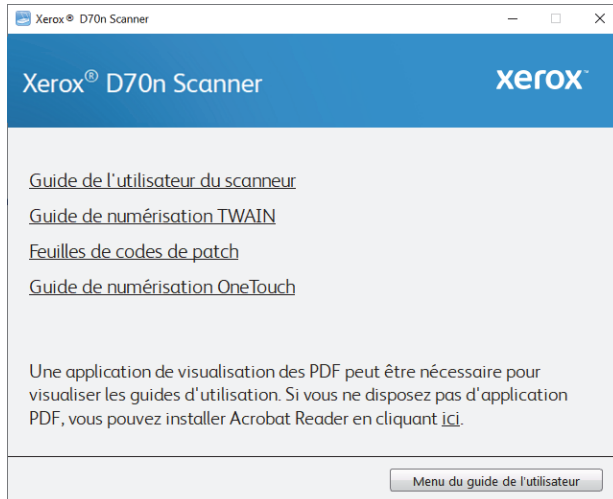 Xerox® D70n Scanner
Xerox® D70n Scanner
xerox™
Guide de l'utilisateur du scanneur
Guide de numérisation TWAIN
Feuilles de codes de patch
Guide de numérisation OneTouch
Une application de visualisation des PDF peut être nécessaire pour
visualiser les guides d'utilisation. Si vous ne disposez pas d'application
PDF, vous pouvez installer Acrobat Reader en cliquant ici.
Menu du guide de l'utilisateur